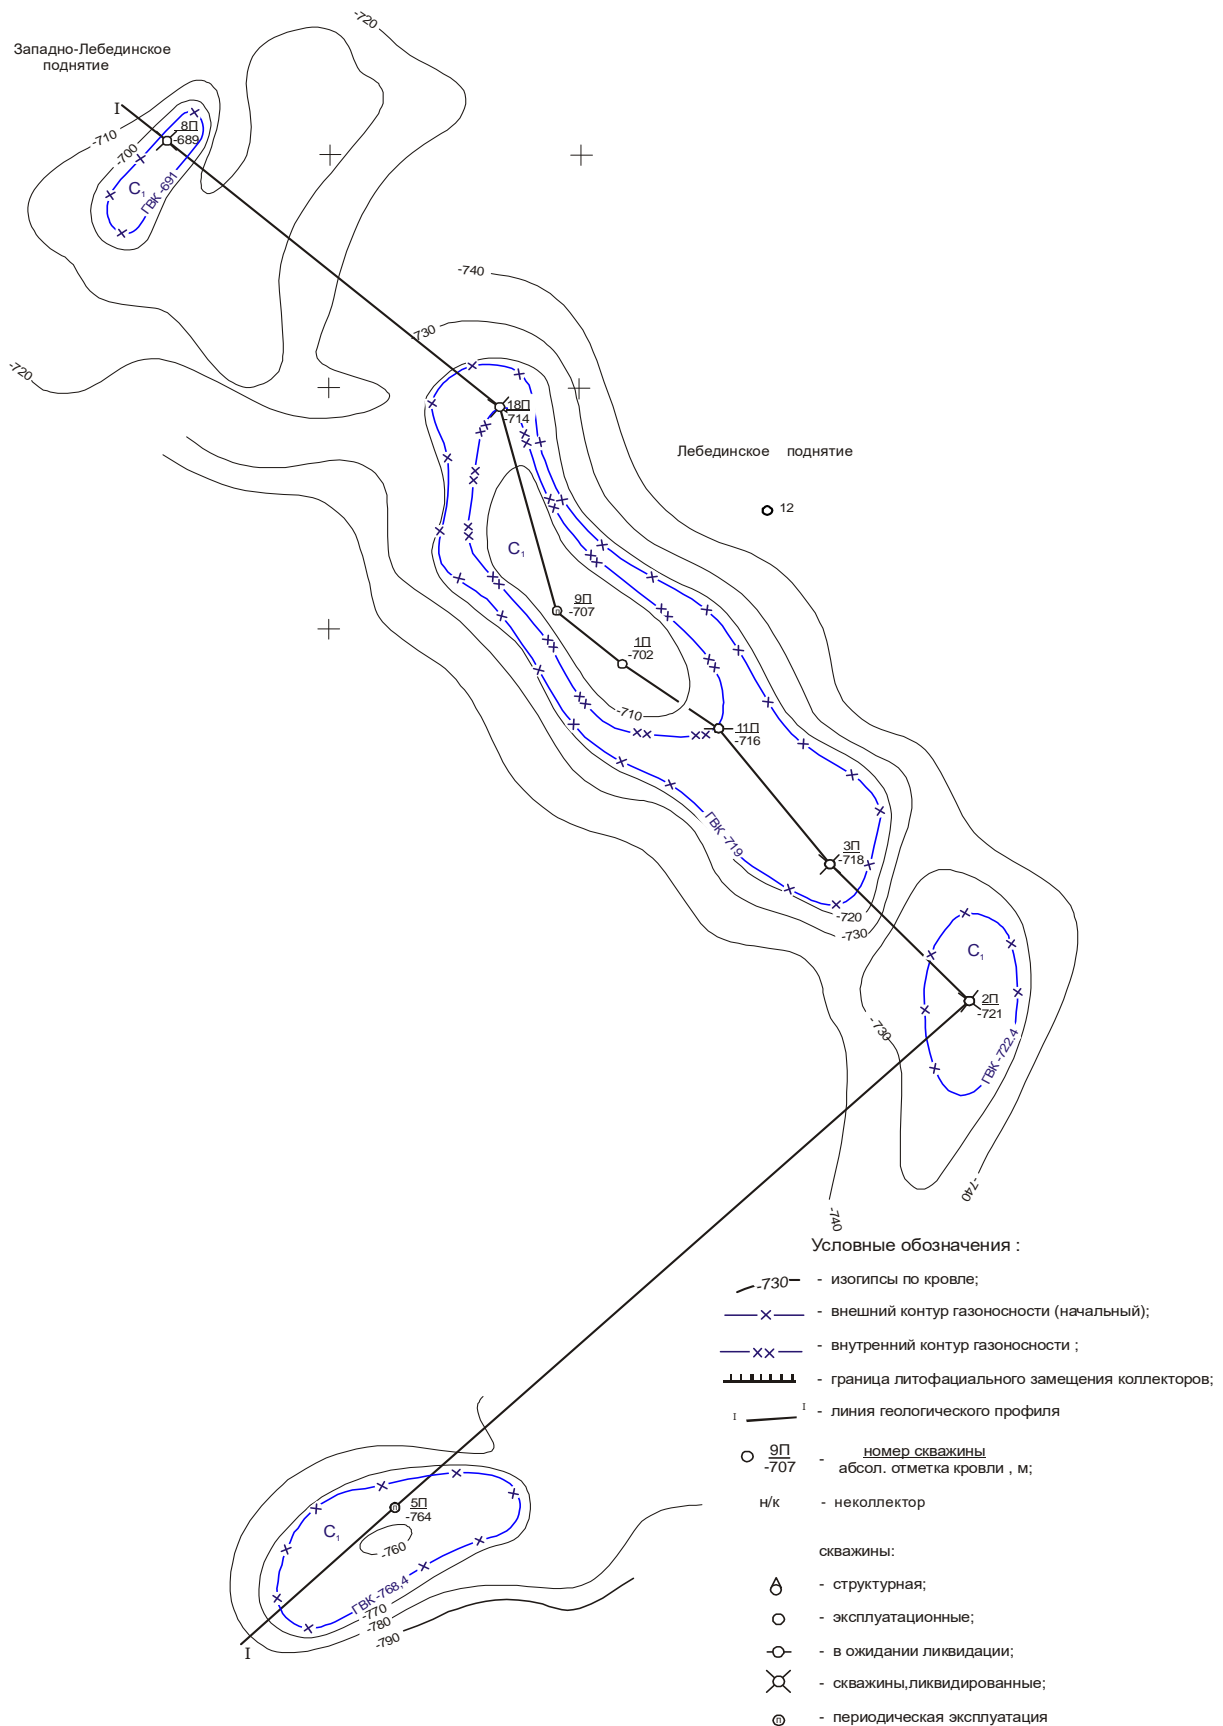 -720
Западно-Лебединское
поднятие
I
8П
-689
-710
-700
С₁
ГВК -691
-740
-730
-720
18П
-714
Лебединское поднятие
12
С₁
9П
-707
1П
-702
-710
11П
-716
ГВК -719
3П
-718
-720
-730
С₁
2П
-721
-730
ГВК -722.4
-740
-740
Условные обозначения :
-730 - изогипсы по кровле;
- внешний контур газоносности (начальный);
- внутренний контур газоносности ;
- граница литофациального замещения коллекторов;
I I - линия геологического профиля
9П - номер скважины
-707 абсол. отметка кровли , м;
н/к - неколлектор
скважины:
- структурная;
- эксплуатационные;
- в ожидании ликвидации;
- скважины,ликвидированные;
п - периодическая эксплуатация
5П
-764
С₁
-760
ГВК -768,4
-770
-780
-790
I